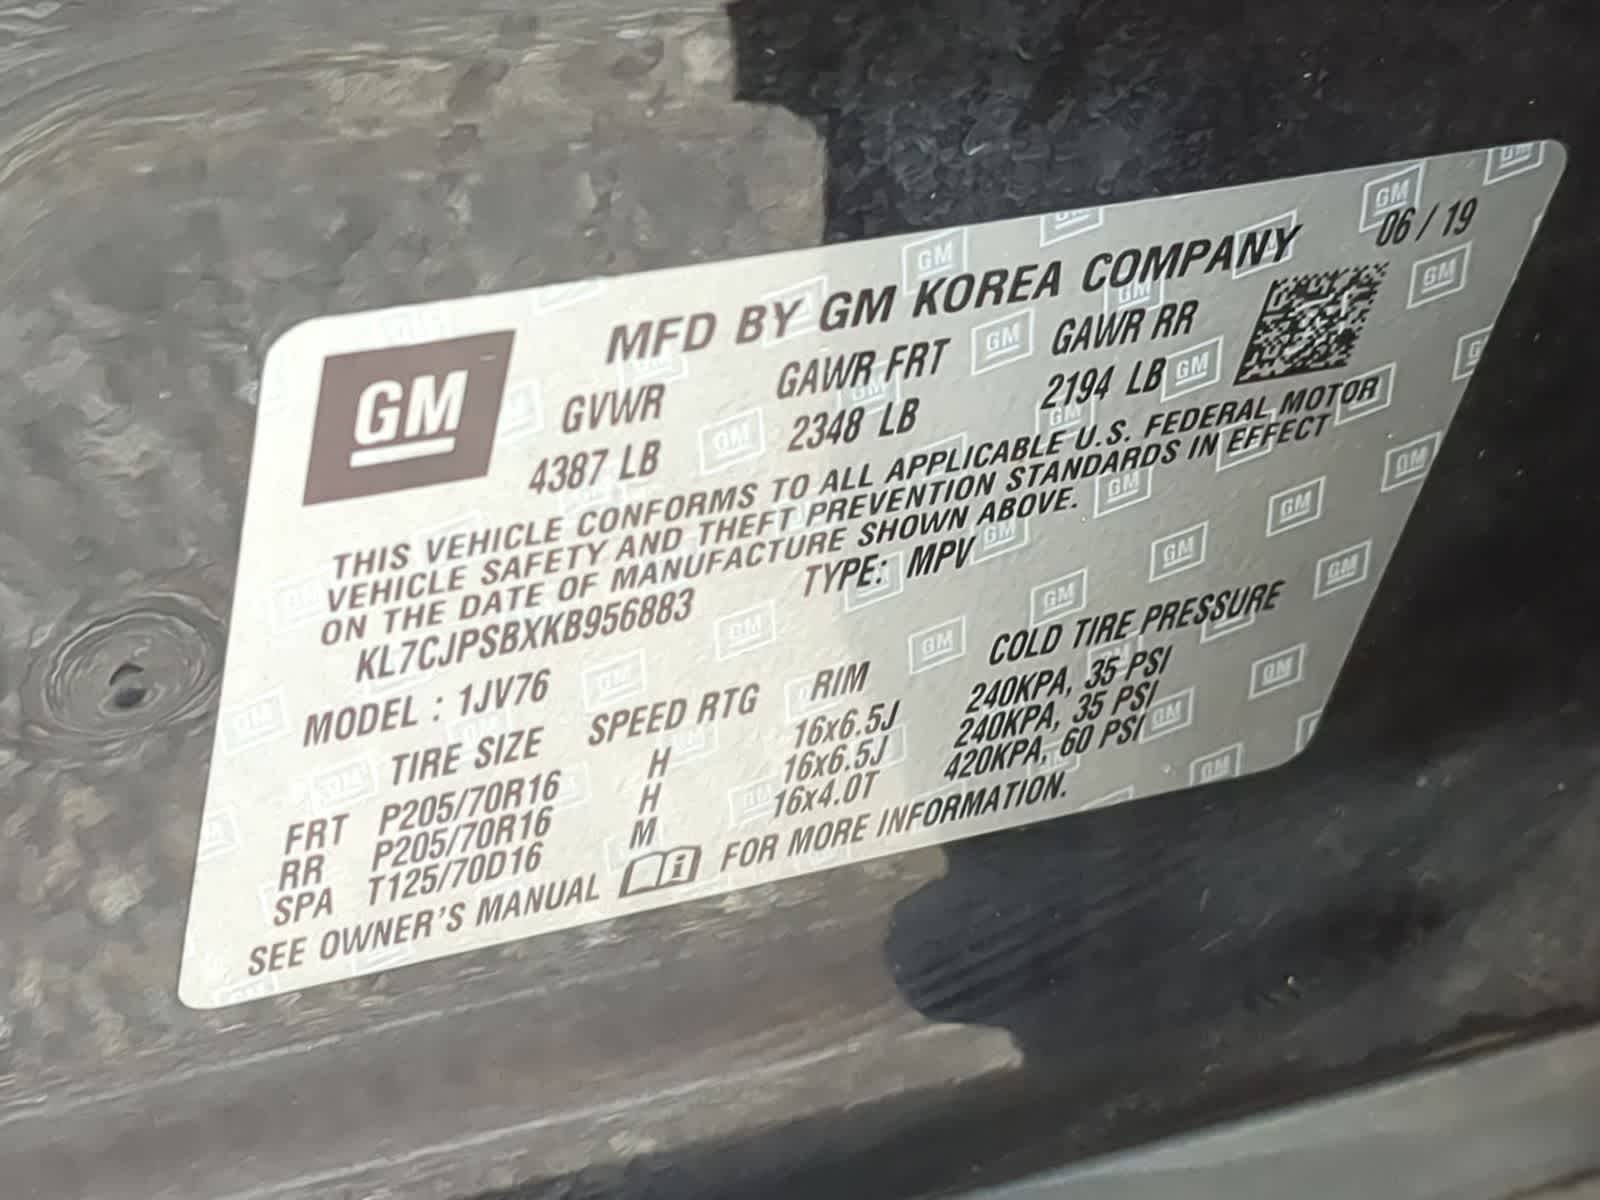 MFD BY GM KOREA COMPANY 06 / 19
GM
GVWR GAWR FRT GAWR RR
4387 LB 2348 LB 2194 LB
THIS VEHICLE CONFORMS TO ALL APPLICABLE U.S. FEDERAL MOTOR
VEHICLE SAFETY AND THEFT PREVENTION STANDARDS IN EFFECT
ON THE DATE OF MANUFACTURE SHOWN ABOVE.
KL7CJPSBXKB956883 TYPE: MPV
MODEL : 1JV76
TIRE SIZE SPEED RTG RIM COLD TIRE PRESSURE
FRT P205/70R16 H 16x6.5J 240KPA, 35 PSI
RR P205/70R16 H 16x6.5J 240KPA, 35 PSI
SPA T125/70D16 M 16x4.0T 420KPA, 60 PSI
SEE OWNER'S MANUAL i FOR MORE INFORMATION.